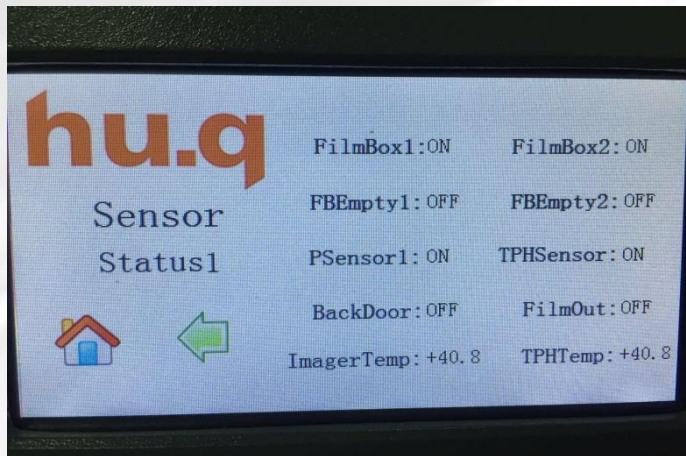 hu.q
Sensor
Status1
FilmBox1:ON FilmBox2:ON
FBEmpty1:OFF FBEmpty2:OFF
PSensor1:ON TPHSensor:ON
BackDoor:OFF FilmOut:OFF
ImagerTemp:+40.8 TPHTemp:+40.8